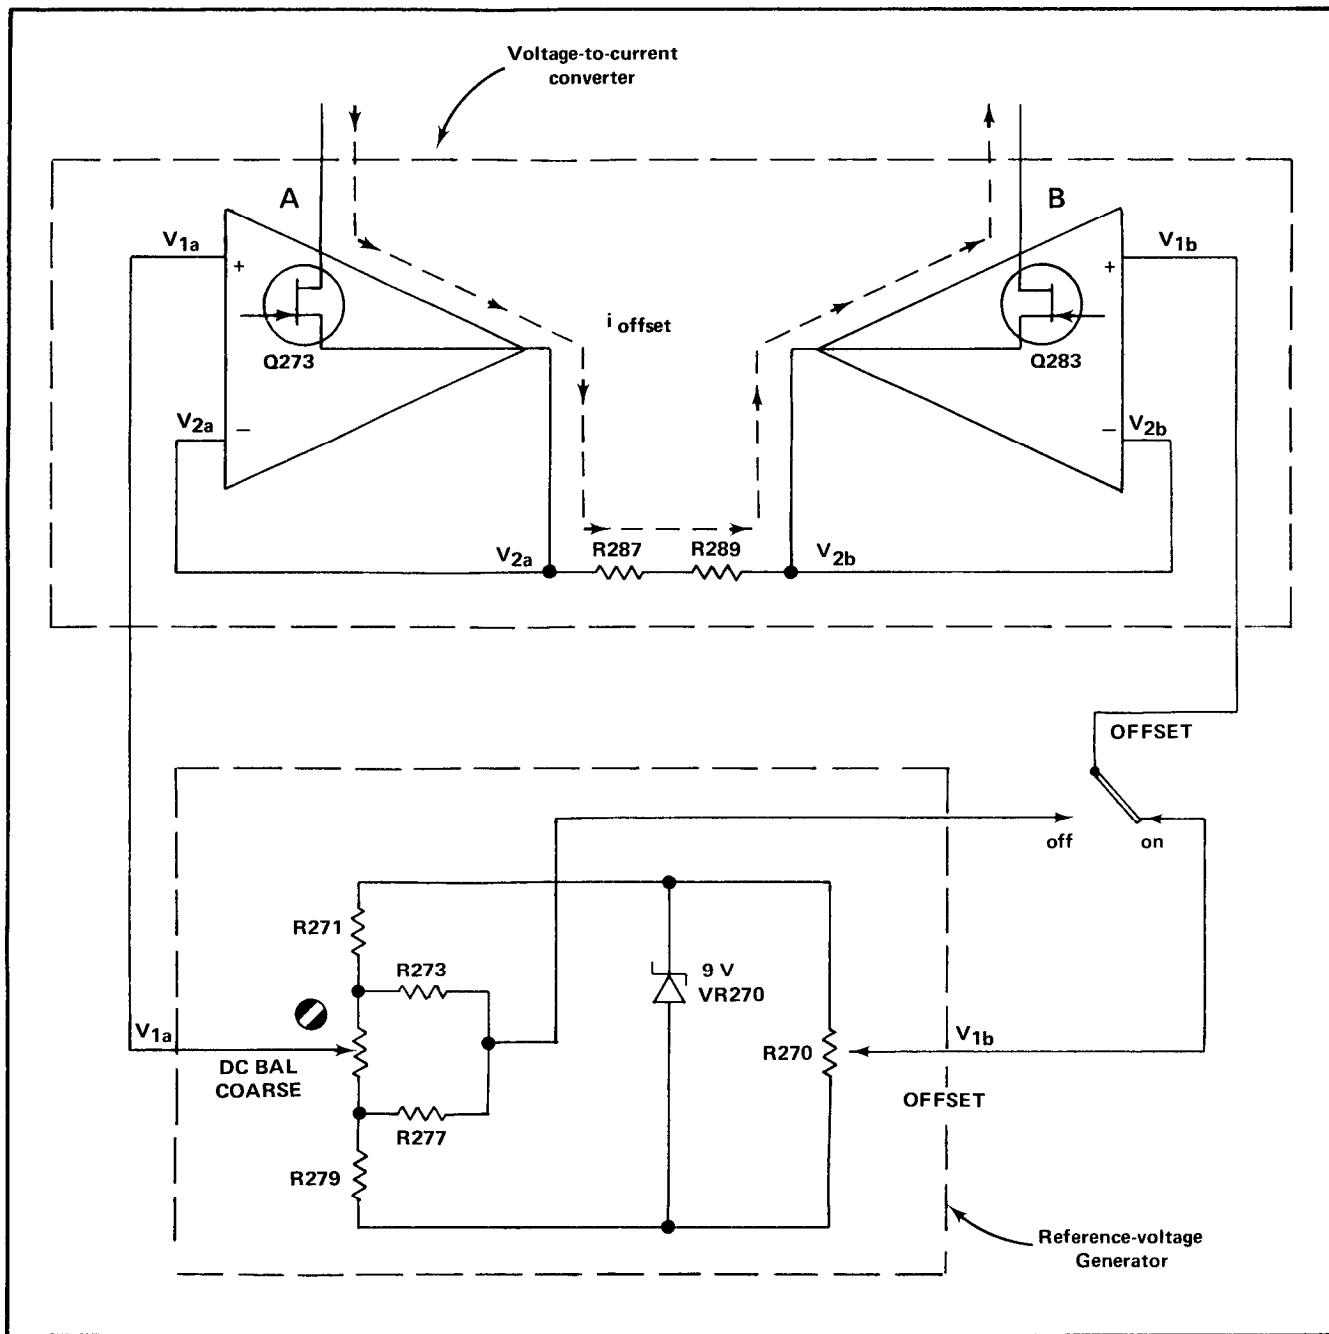 Voltage-to-current
converter
A
B
V1a
V1b
+
+
i offset
Q273
Q283
V2a
V2b
−
−
V2a
R287
R289
V2b
OFFSET
off
on
R271
R273
9 V
VR270
V1a
DC BAL
COARSE
R270
V1b
OFFSET
R277
R279
Reference-voltage
Generator